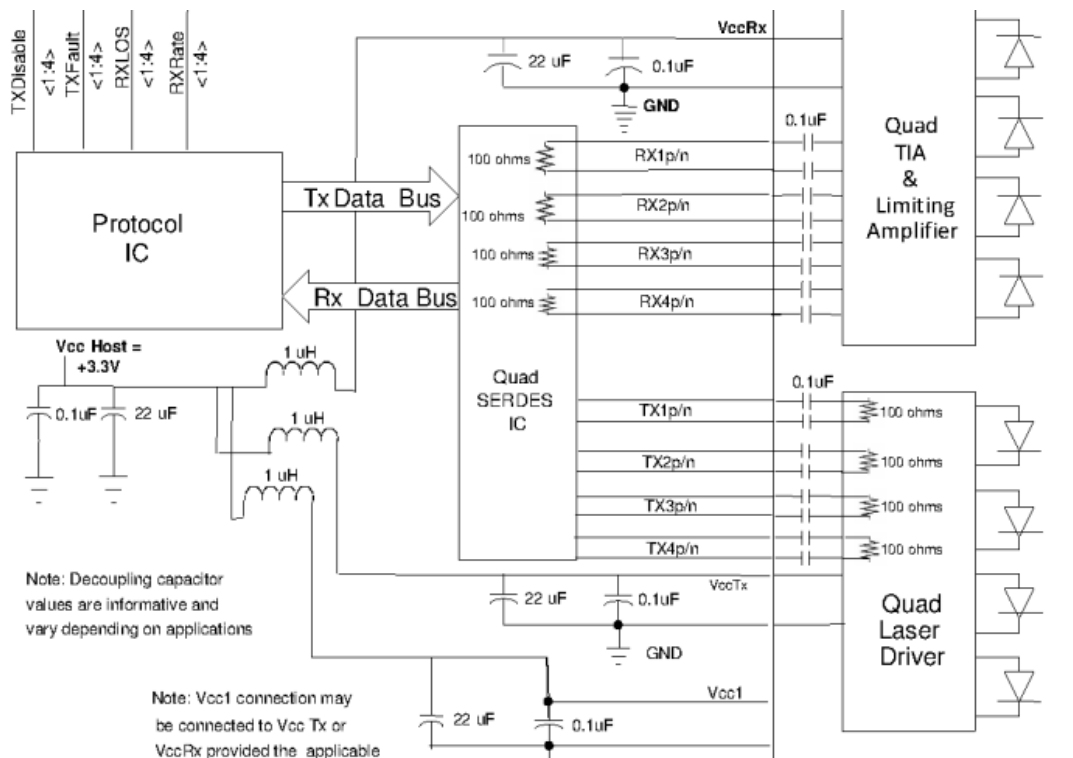 TXDisable
<1:4>
TXFault
<1:4>
RXLOS
<1:4>
RXRate
<1:4>
VccRx
22 uF
0.1uF
GND
0.1uF
Quad
TIA
&
Limiting
Amplifier
Protocol
IC
Tx Data Bus
Rx Data Bus
100 ohms
RX1p/n
100 ohms
RX2p/n
100 ohms
RX3p/n
100 ohms
RX4p/n
Quad
SERDES
IC
Vcc Host =
+3.3V
0.1uF
22 uF
1 uH
1 uH
1 uH
0.1uF
TX1p/n
100 ohms
TX2p/n
100 ohms
TX3p/n
100 ohms
TX4p/n
100 ohms
Quad
Laser
Driver
VccTx
22 uF
0.1uF
GND
Note: Decoupling capacitor
values are informative and
vary depending on applications
Vcc1
22 uF
0.1uF
Note: Vcc1 connection may
be connected to Vcc Tx or
VccRx provided the applicable